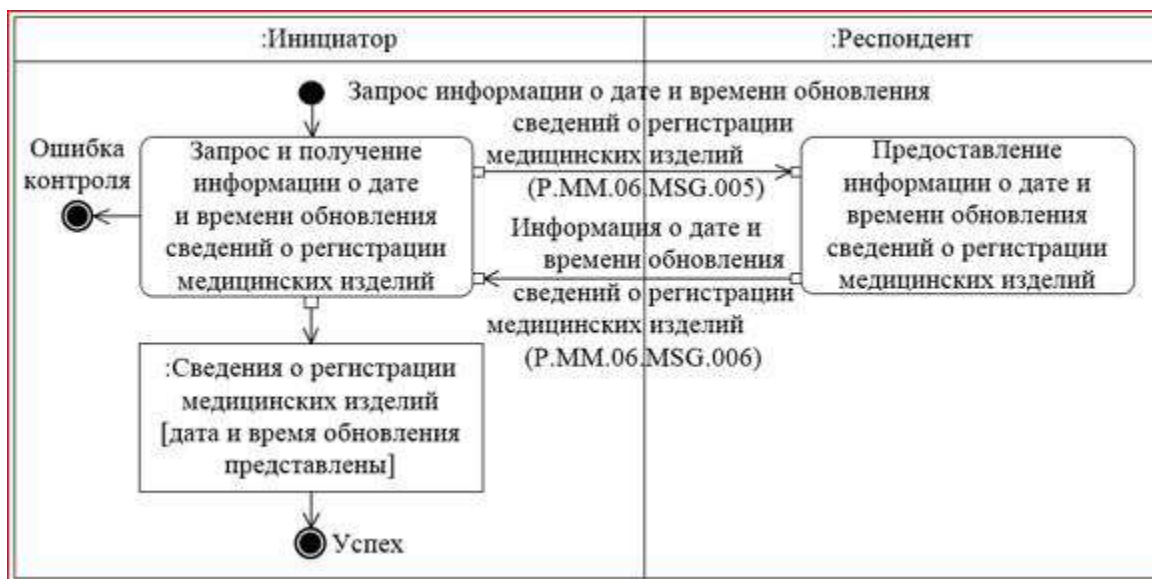 :Инициатор
:Респондент
Запрос информации о дате и времени обновления
сведений о регистрации
медицинских изделий
(P.MM.06.MSG.005)
Ошибка
контроля
Запрос и получение
информации о дате
и времени обновления
сведений о регистрации
медицинских изделий
Предоставление
информации о дате и
времени обновления
сведений о регистрации
медицинских изделий
Информация о дате и
времени обновления
сведений о регистрации
медицинских изделий
(P.MM.06.MSG.006)
:Сведения о регистрации
медицинских изделий
[дата и время обновления
представлены]
Успех